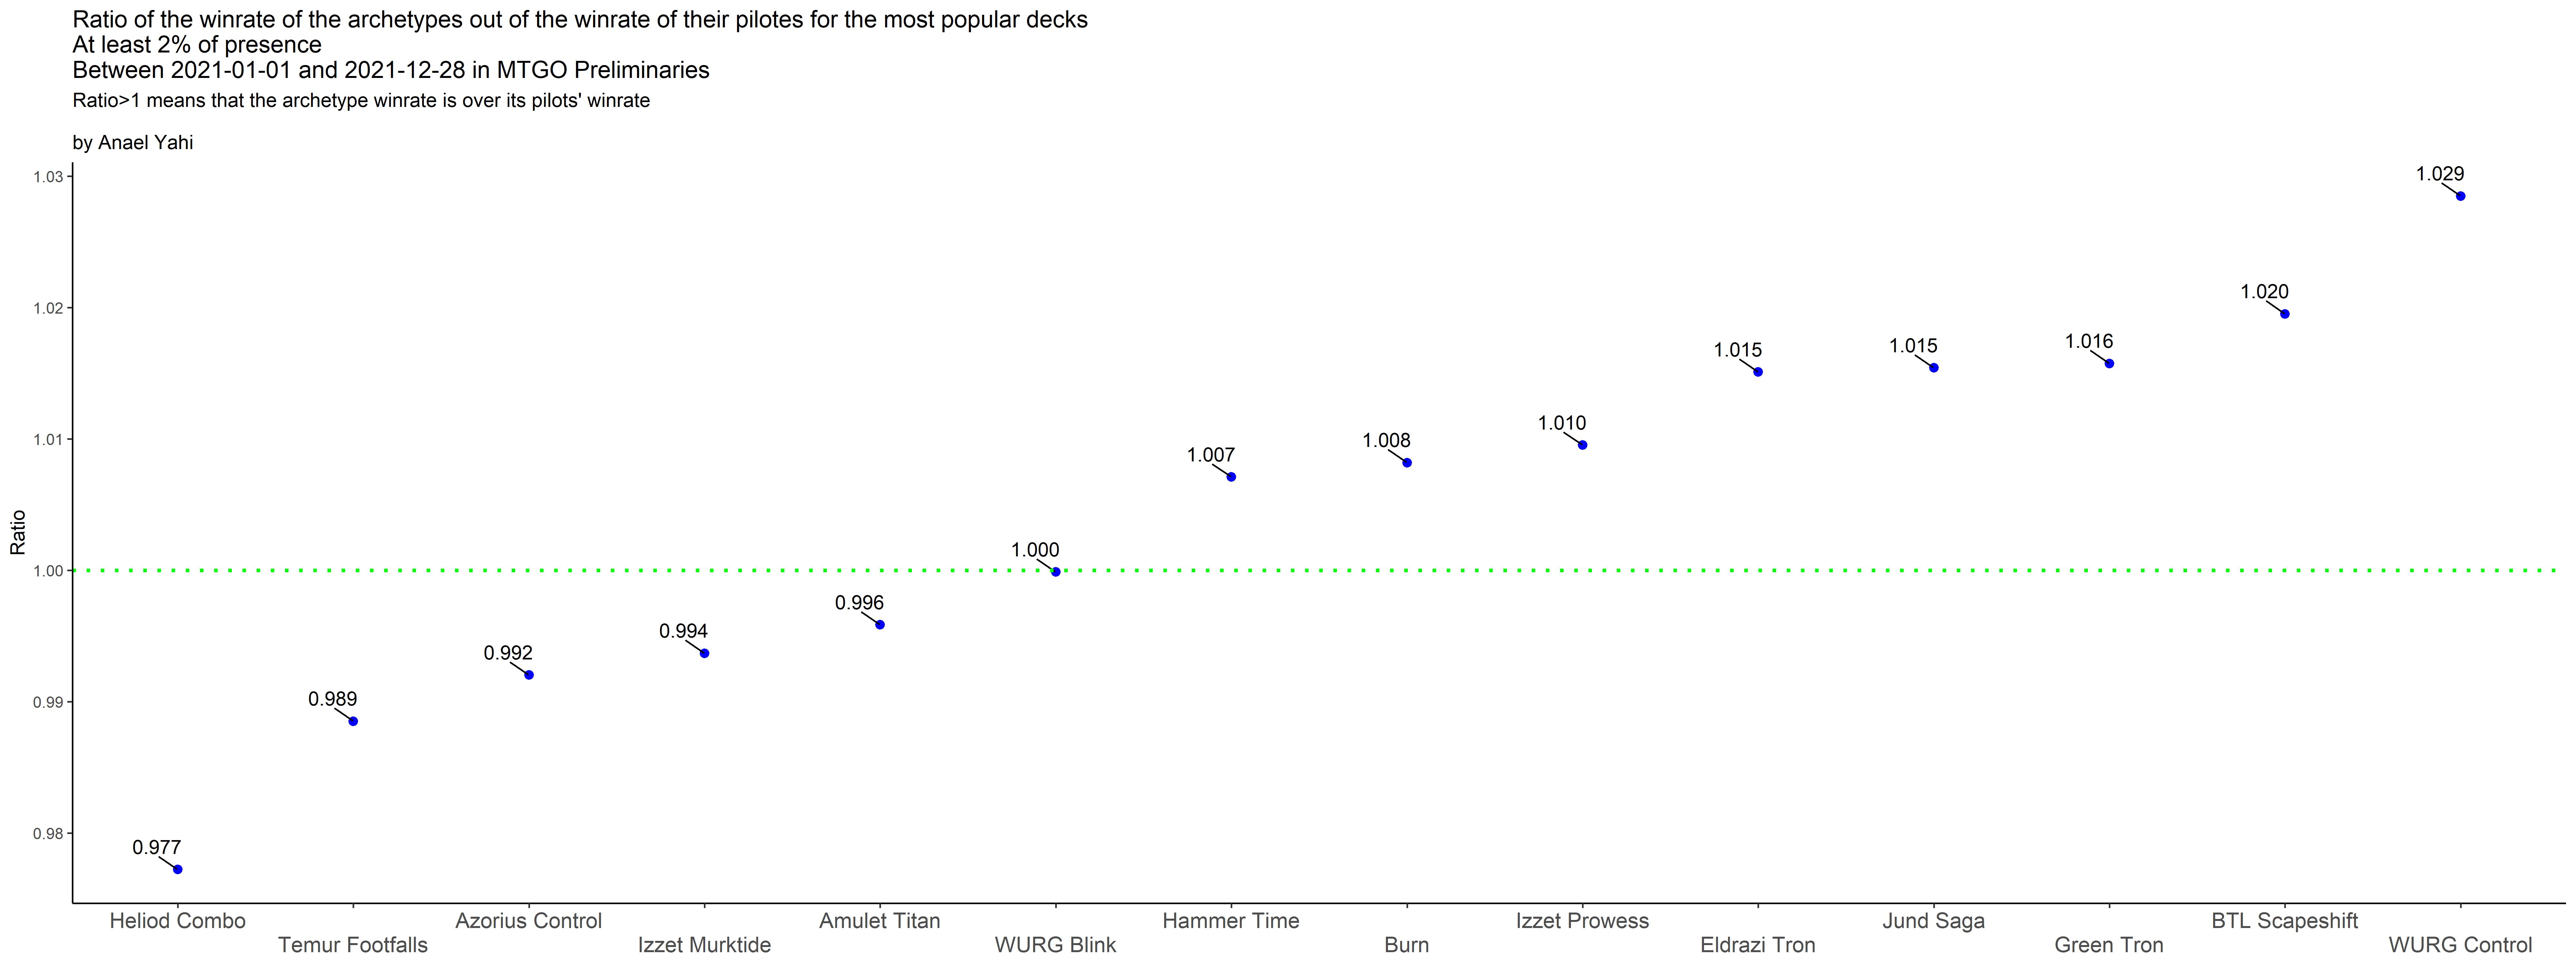 Ratio of the winrate of the archetypes out of the winrate of their pilotes for the most popular decks
At least 2% of presence
Between 2021-01-01 and 2021-12-28 in MTGO Preliminaries
Ratio>1 means that the archetype winrate is over its pilots' winrate
by Anael Yahi
Ratio
1.03
1.02
1.01
1.00
0.99
0.98
0.977
0.989
0.992
0.994
0.996
1.000
1.007
1.008
1.010
1.015
1.015
1.016
1.020
1.029
Heliod Combo
Temur Footfalls
Azorius Control
Izzet Murktide
Amulet Titan
WURG Blink
Hammer Time
Burn
Izzet Prowess
Eldrazi Tron
Jund Saga
Green Tron
BTL Scapeshift
WURG Control